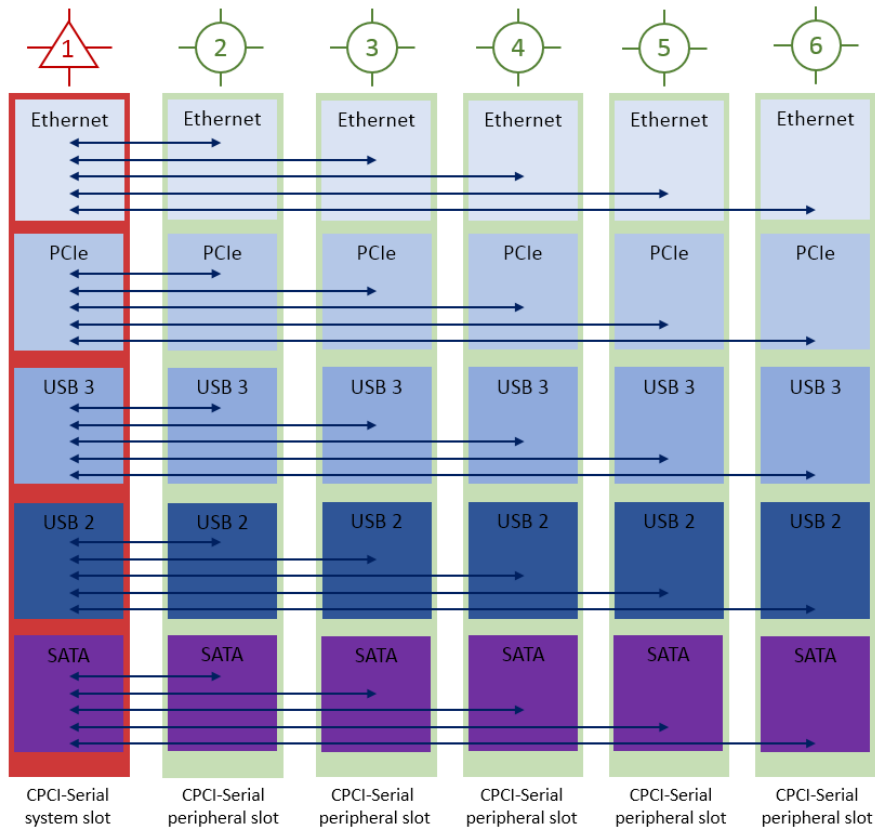 1 2 3 4 5 6
Ethernet Ethernet Ethernet Ethernet Ethernet Ethernet
PCIe PCIe PCIe PCIe PCIe PCIe
USB 3 USB 3 USB 3 USB 3 USB 3 USB 3
USB 2 USB 2 USB 2 USB 2 USB 2 USB 2
SATA SATA SATA SATA SATA SATA
CPCI-Serial CPCI-Serial CPCI-Serial CPCI-Serial CPCI-Serial CPCI-Serial
system slot peripheral slot peripheral slot peripheral slot peripheral slot peripheral slot